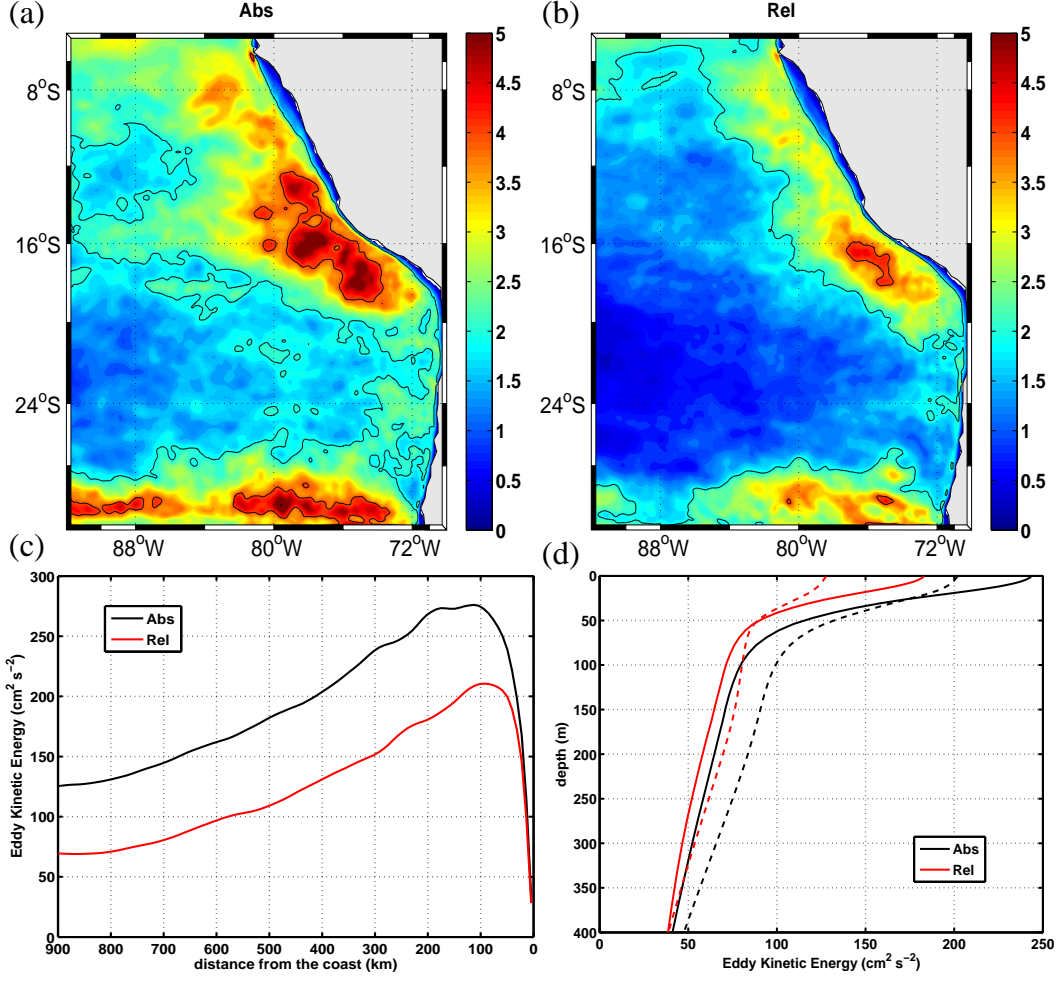 (a) Abs (b) Rel
5 5
4.5 4.5
8°S 8°S
4 4
3.5 3.5
3 3
16°S 16°S
2.5 2.5
2 2
1.5 1.5
24°S 24°S
1 1
0.5 0.5
0 0
88°W 80°W 72°W 88°W 80°W 72°W
(c) (d)
Eddy Kinetic Energy (cm² s⁻²)
300
250
200
150
100
50
0
Abs
Rel
900 800 700 600 500 400 300 200 100 0
distance from the coast (km)
depth (m)
0
50
100
150
200
250
300
350
400
Abs
Rel
0 50 100 150 200 250
Eddy Kinetic Energy (cm² s⁻²)